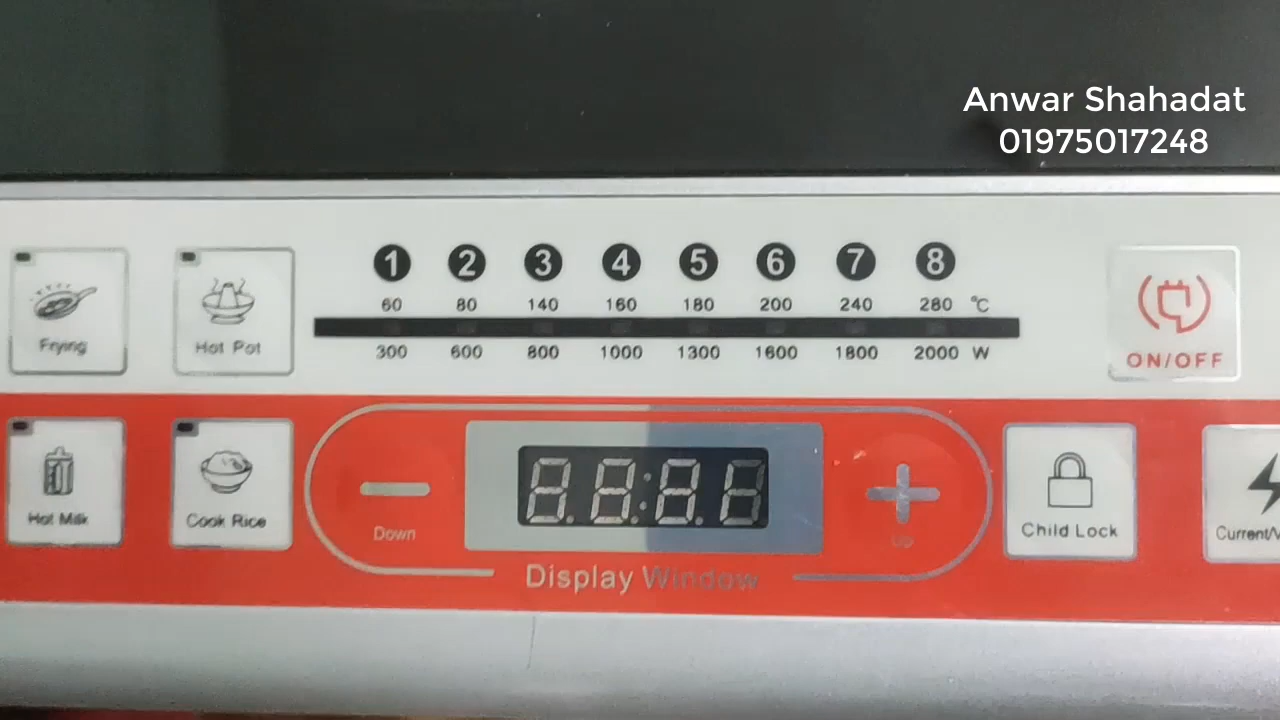 Anwar Shahadat
01975017248
1 2 3 4 5 6 7 8
60 80 140 160 180 200 240 280 °C
300 600 800 1000 1300 1600 1800 2000 W
Frying
Hot Pot
ON/OFF
Hot Milk
Cook Rice
Down
Display Window
Up
Child Lock